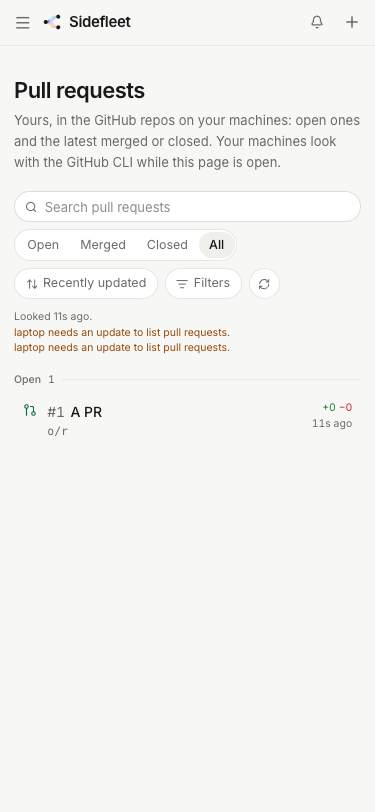 Sidefleet
Pull requests
Yours, in the GitHub repos on your machines: open ones
and the latest merged or closed. Your machines look
with the GitHub CLI while this page is open.
Search pull requests
Open Merged Closed All
Recently updated Filters
Looked 11s ago.
laptop needs an update to list pull requests.
laptop needs an update to list pull requests.
Open 1
#1 A PR +0 −0
o/r 11s ago